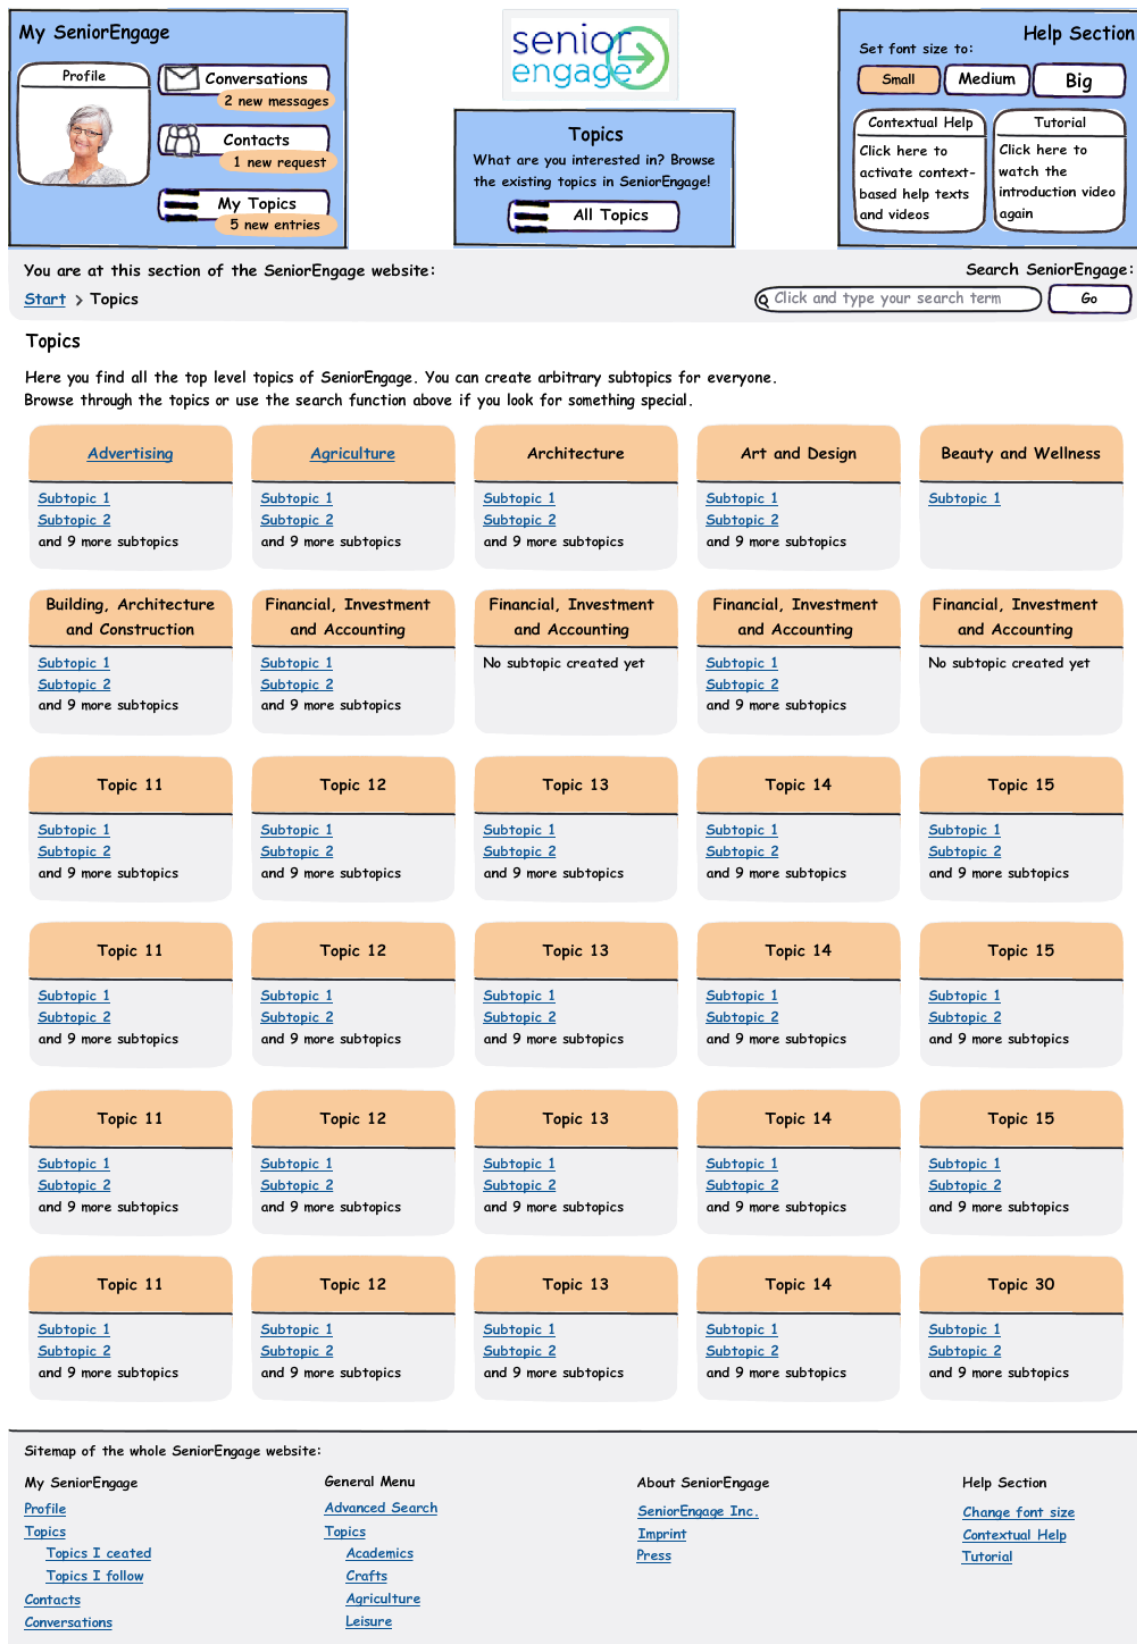 My SeniorEngage
Profile
Conversations
2 new messages
Contacts
1 new request
My Topics
5 new entries
senior
engage
Topics
What are you interested in? Browse
the existing topics in SeniorEngage!
All Topics
Help Section
Set font size to:
Small Medium Big
Contextual Help
Click here to
activate context-
based help texts
and videos
Tutorial
Click here to
watch the
introduction video
again
You are at this section of the SeniorEngage website:
Start > Topics
Search SeniorEngage:
Click and type your search term
Go
Topics
Here you find all the top level topics of SeniorEngage. You can create arbitrary subtopics for everyone.
Browse through the topics or use the search function above if you look for something special.
Advertising
Subtopic 1
Subtopic 2
and 9 more subtopics
Agriculture
Subtopic 1
Subtopic 2
and 9 more subtopics
Architecture
Subtopic 1
Subtopic 2
and 9 more subtopics
Art and Design
Subtopic 1
Subtopic 2
and 9 more subtopics
Beauty and Wellness
Subtopic 1
Building, Architecture
and Construction
Subtopic 1
Subtopic 2
and 9 more subtopics
Financial, Investment
and Accounting
Subtopic 1
Subtopic 2
and 9 more subtopics
Financial, Investment
and Accounting
No subtopic created yet
Financial, Investment
and Accounting
Subtopic 1
Subtopic 2
and 9 more subtopics
Financial, Investment
and Accounting
No subtopic created yet
Topic 11
Subtopic 1
Subtopic 2
and 9 more subtopics
Topic 12
Subtopic 1
Subtopic 2
and 9 more subtopics
Topic 13
Subtopic 1
Subtopic 2
and 9 more subtopics
Topic 14
Subtopic 1
Subtopic 2
and 9 more subtopics
Topic 15
Subtopic 1
Subtopic 2
and 9 more subtopics
Topic 11
Subtopic 1
Subtopic 2
and 9 more subtopics
Topic 12
Subtopic 1
Subtopic 2
and 9 more subtopics
Topic 13
Subtopic 1
Subtopic 2
and 9 more subtopics
Topic 14
Subtopic 1
Subtopic 2
and 9 more subtopics
Topic 15
Subtopic 1
Subtopic 2
and 9 more subtopics
Topic 11
Subtopic 1
Subtopic 2
and 9 more subtopics
Topic 12
Subtopic 1
Subtopic 2
and 9 more subtopics
Topic 13
Subtopic 1
Subtopic 2
and 9 more subtopics
Topic 14
Subtopic 1
Subtopic 2
and 9 more subtopics
Topic 15
Subtopic 1
Subtopic 2
and 9 more subtopics
Topic 11
Subtopic 1
Subtopic 2
and 9 more subtopics
Topic 12
Subtopic 1
Subtopic 2
and 9 more subtopics
Topic 13
Subtopic 1
Subtopic 2
and 9 more subtopics
Topic 14
Subtopic 1
Subtopic 2
and 9 more subtopics
Topic 30
Subtopic 1
Subtopic 2
and 9 more subtopics
Sitemap of the whole SeniorEngage website:
My SeniorEngage
Profile
Topics
Topics I ceated
Topics I follow
Contacts
Conversations
General Menu
Advanced Search
Topics
Academics
Crafts
Agriculture
Leisure
About SeniorEngage
SeniorEngage Inc.
Imprint
Press
Help Section
Change font size
Contextual Help
Tutorial